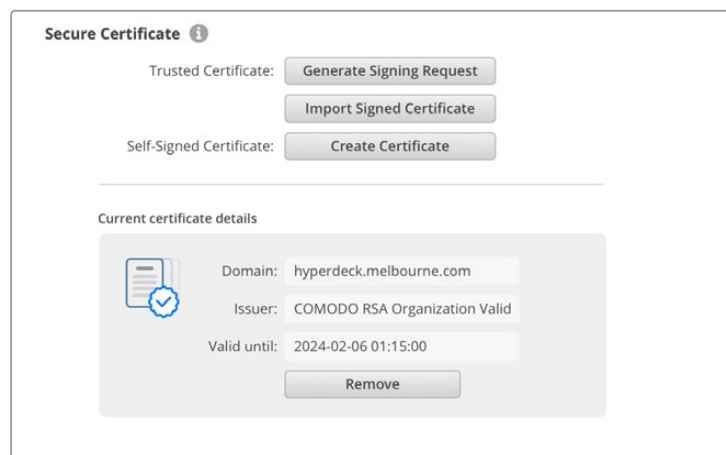 Secure Certificate
Trusted Certificate: Generate Signing Request
Import Signed Certificate
Self-Signed Certificate: Create Certificate
Current certificate details
Domain: hyperdeck.melbourne.com
Issuer: COMODO RSA Organization Valid
Valid until: 2024-02-06 01:15:00
Remove